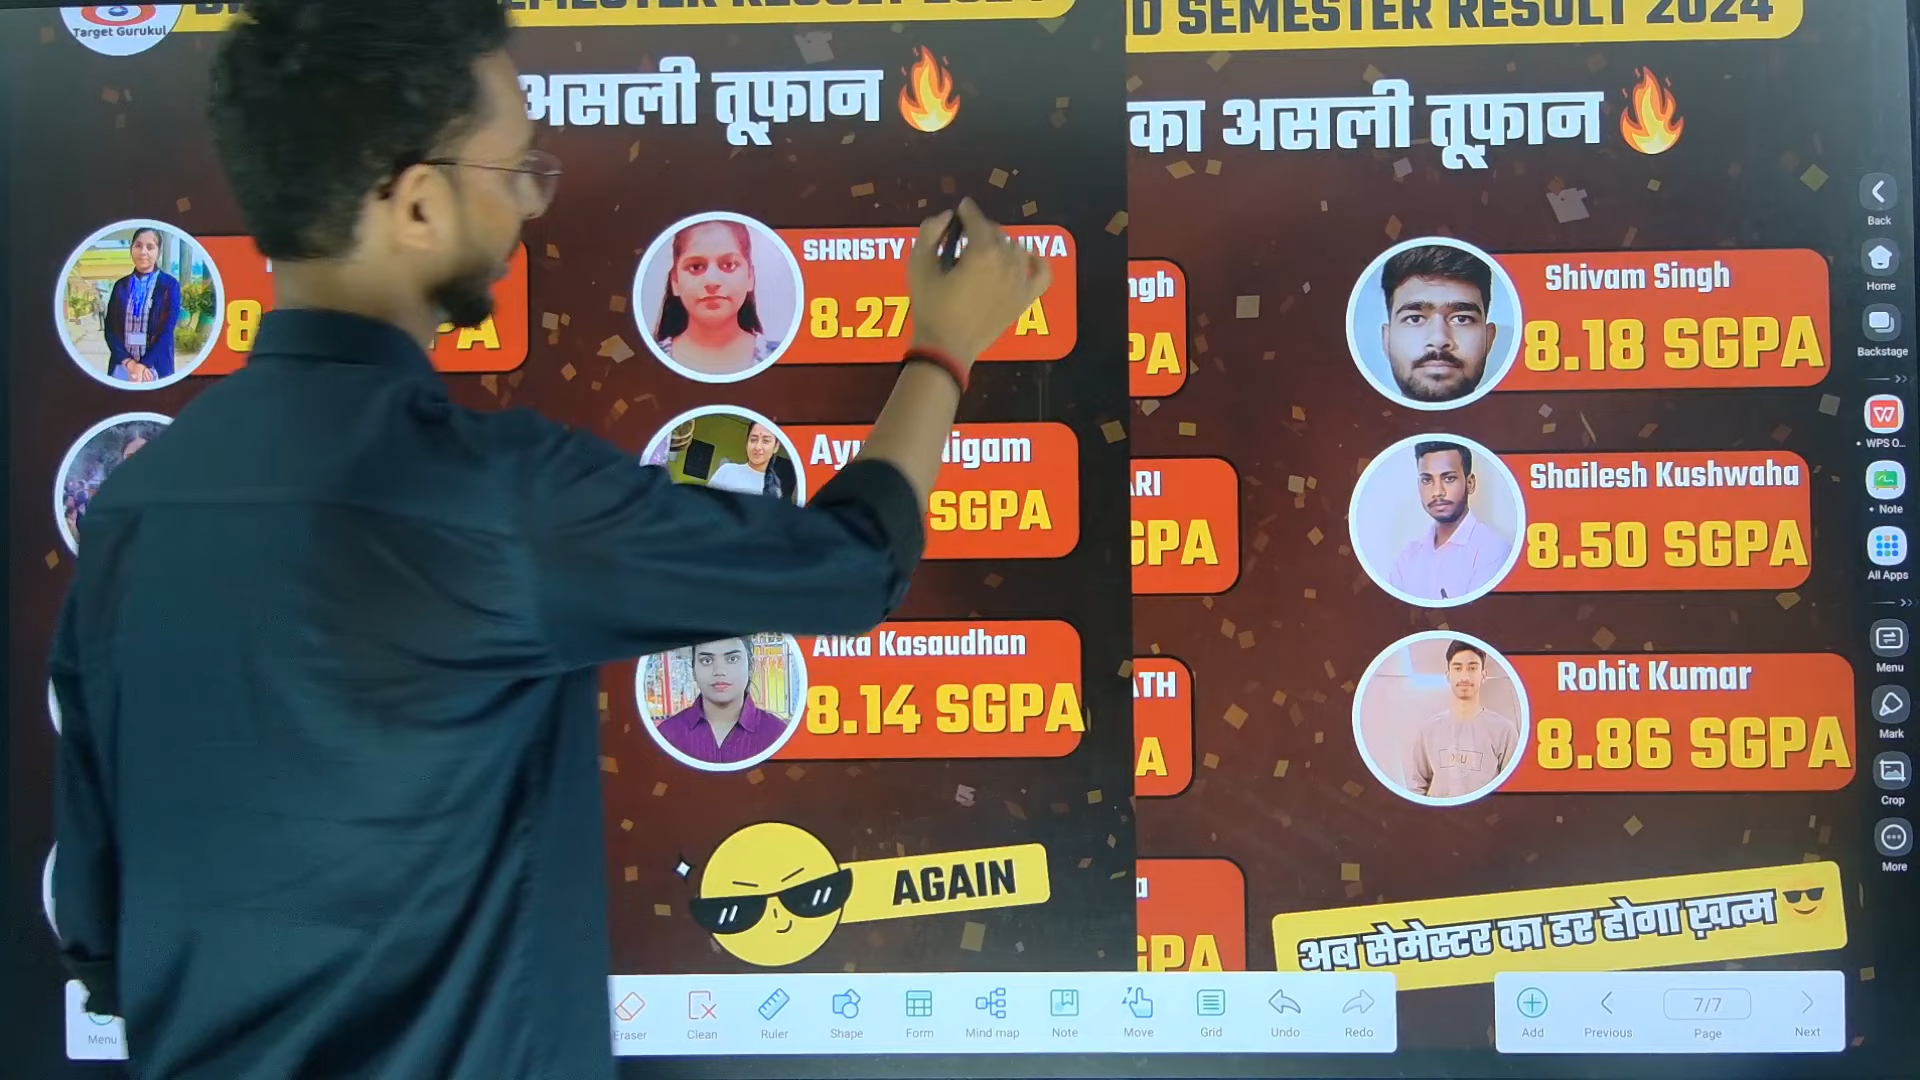 Target Gurukul
SEMESTER RESULT 2024
असली तूफ़ान
SHRISTY
8.27
igam
SGPA
Alka Kasaudhan
8.14 SGPA
AGAIN
SEMESTER RESULT 2024
का असली तूफ़ान
Shivam Singh
8.18 SGPA
Shailesh Kushwaha
8.50 SGPA
Rohit Kumar
8.86 SGPA
अब सेमेस्टर का डर होगा ख़त्म
Back
Home
Backstage
WPS O...
Note
All Apps
Menu
Mark
Crop
More
Menu
Eraser
Clean
Ruler
Shape
Form
Mind map
Note
Move
Grid
Undo
Redo
Add
Previous
7/7
Page
Next